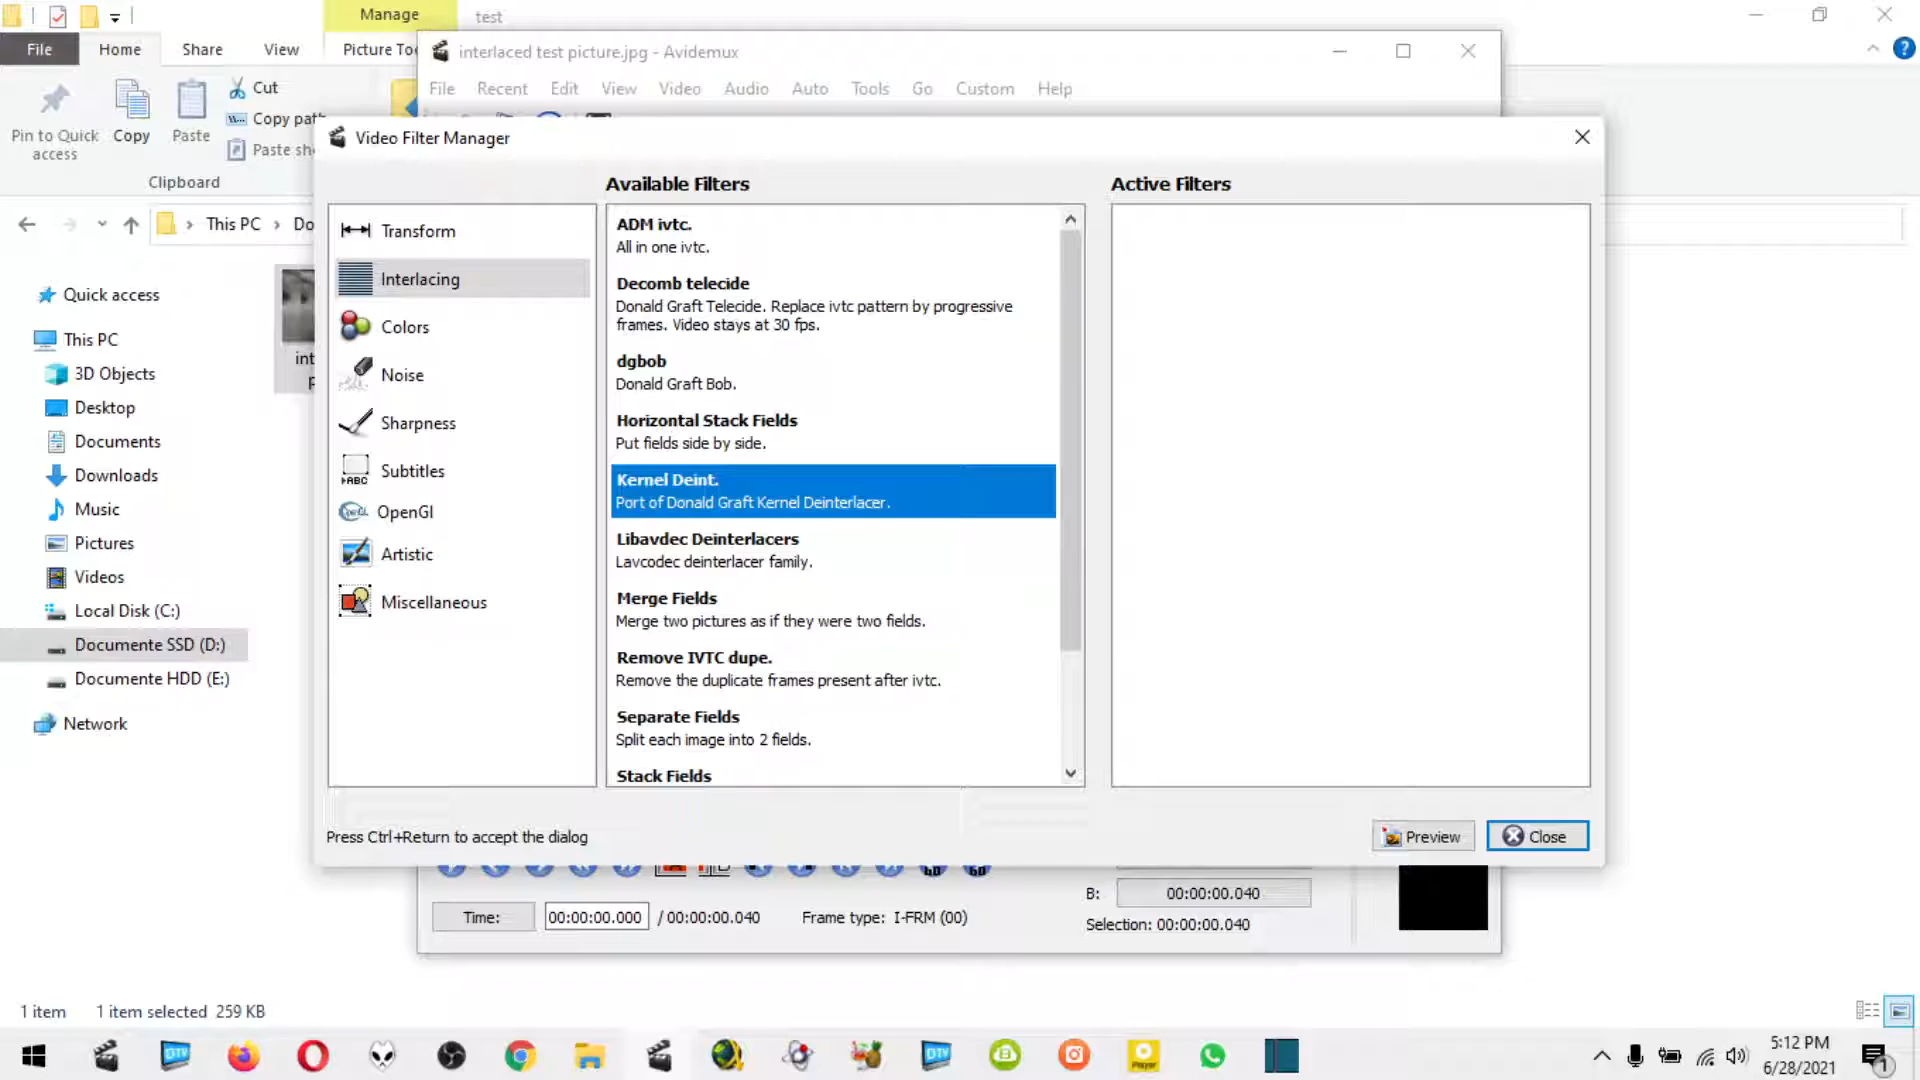 Manage
test
File
Home
Share
View
Picture Too
interlaced test picture.jpg - Avidemux
Cut
Copy path
Paste sh
Pin to Quick access
Copy
Paste
Clipboard
File Recent Edit View Video Audio Auto Tools Go Custom Help
Video Filter Manager
This PC
Do
Quick access
This PC
3D Objects
Desktop
Documents
Downloads
Music
Pictures
Videos
Local Disk (C:)
Documente SSD (D:)
Documente HDD (E:)
Network
int
p
Transform
Interlacing
Colors
Noise
Sharpness
Subtitles
OpenGl
Artistic
Miscellaneous
Available Filters
ADM ivtc.
All in one ivtc.
Decomb telecide
Donald Graft Telecide. Replace ivtc pattern by progressive
frames. Video stays at 30 fps.
dgbob
Donald Graft Bob.
Horizontal Stack Fields
Put fields side by side.
Kernel Deint.
Port of Donald Graft Kernel Deinterlacer.
Libavdec Deinterlacers
Lavcodec deinterlacer family.
Merge Fields
Merge two pictures as if they were two fields.
Remove IVTC dupe.
Remove the duplicate frames present after ivtc.
Separate Fields
Split each image into 2 fields.
Stack Fields
Active Filters
Press Ctrl+Return to accept the dialog
Preview
Close
Time: 00:00:00.000 / 00:00:00.040 Frame type: I-FRM (00)
B: 00:00:00.040
Selection: 00:00:00.040
1 item 1 item selected 259 KB
DTV
DTV
Player
5:12 PM
6/28/2021
1